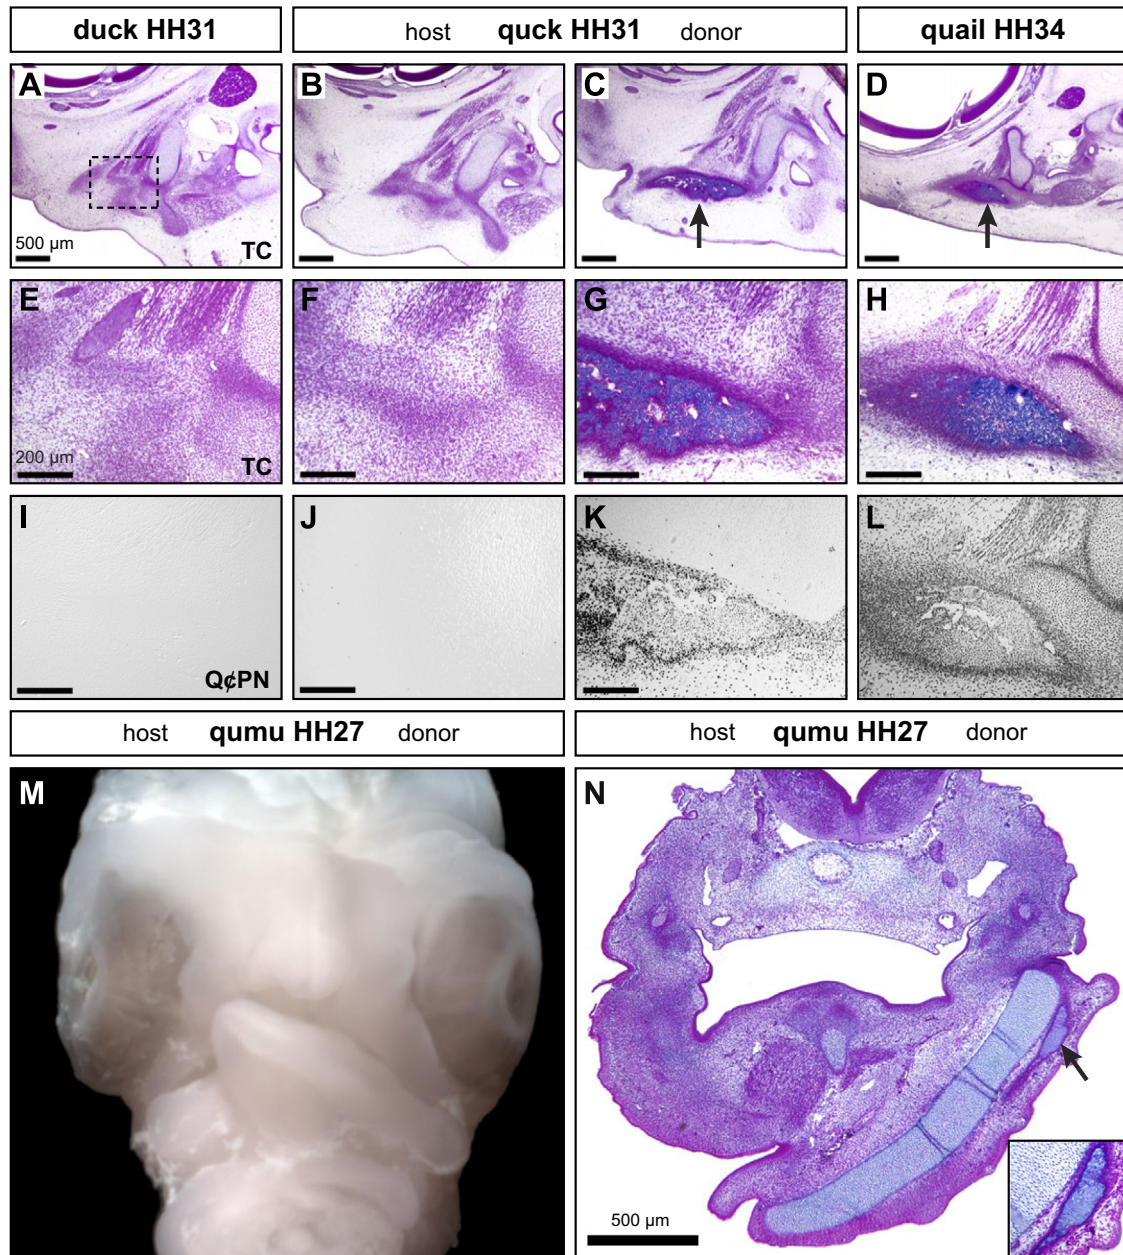 duck HH31
host quck HH31 donor
quail HH34
A
B
C
D
500 µm
TC
E
F
G
H
200 µm
TC
I
J
K
L
Q¢PN
host qumu HH27 donor
host qumu HH27 donor
M
N
500 µm